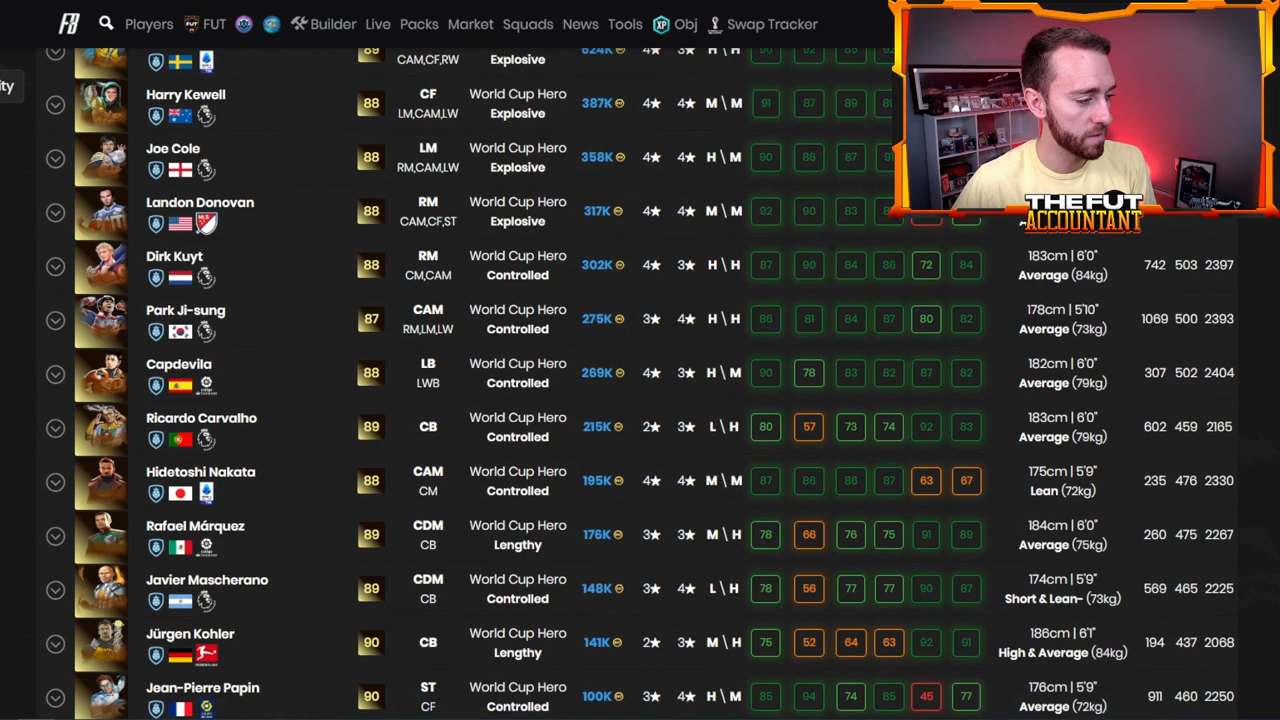 F8 Players FUT Builder Live Packs Market Squads News Tools XP Obj Swap Tracker
89 CAM,CF,RW Explosive 624K 4★ 3★ H \ H 90 92 85
ity
Harry Kewell 88 CF LM,CAM,LW World Cup Hero Explosive 387K 4★ 4★ M \ M 91 87 89
Joe Cole 88 LM RM,CAM,LW World Cup Hero Explosive 358K 4★ 4★ H \ M 90 86 87 91
Landon Donovan 88 RM CAM,CF,ST World Cup Hero Explosive 317K 4★ 4★ M \ M 92 90 83
THE FUT
ACCOUNTANT
Dirk Kuyt 88 RM CM,CAM World Cup Hero Controlled 302K 4★ 3★ H \ H 87 90 84 86 72 84 183cm | 6'0" Average (84kg) 742 503 2397
Park Ji-sung 87 CAM RM,LM,LW World Cup Hero Controlled 275K 3★ 4★ H \ H 86 81 84 87 80 82 178cm | 5'10" Average (73kg) 1069 500 2393
Capdevila 88 LB LWB World Cup Hero Controlled 269K 4★ 3★ H \ M 90 78 83 82 87 82 182cm | 6'0" Average (79kg) 307 502 2404
Ricardo Carvalho 89 CB World Cup Hero Controlled 215K 2★ 3★ L \ H 80 57 73 74 92 83 183cm | 6'0" Average (79kg) 602 459 2165
Hidetoshi Nakata 88 CAM CM World Cup Hero Controlled 195K 4★ 4★ M \ M 87 86 86 87 63 67 175cm | 5'9" Lean (72kg) 235 476 2330
Rafael Márquez 89 CDM CB World Cup Hero Lengthy 176K 3★ 3★ M \ H 78 66 76 75 91 89 184cm | 6'0" Average (75kg) 260 475 2267
Javier Mascherano 89 CDM CB World Cup Hero Controlled 148K 3★ 4★ L \ H 78 56 77 77 90 87 174cm | 5'9" Short & Lean- (73kg) 569 465 2225
Jürgen Kohler 90 CB World Cup Hero Lengthy 141K 2★ 3★ M \ H 75 52 64 63 92 91 186cm | 6'1" High & Average (84kg) 194 437 2068
Jean-Pierre Papin 90 ST CF World Cup Hero Controlled 100K 3★ 4★ H \ M 85 94 74 85 45 77 176cm | 5'9" Average (72kg) 911 460 2250